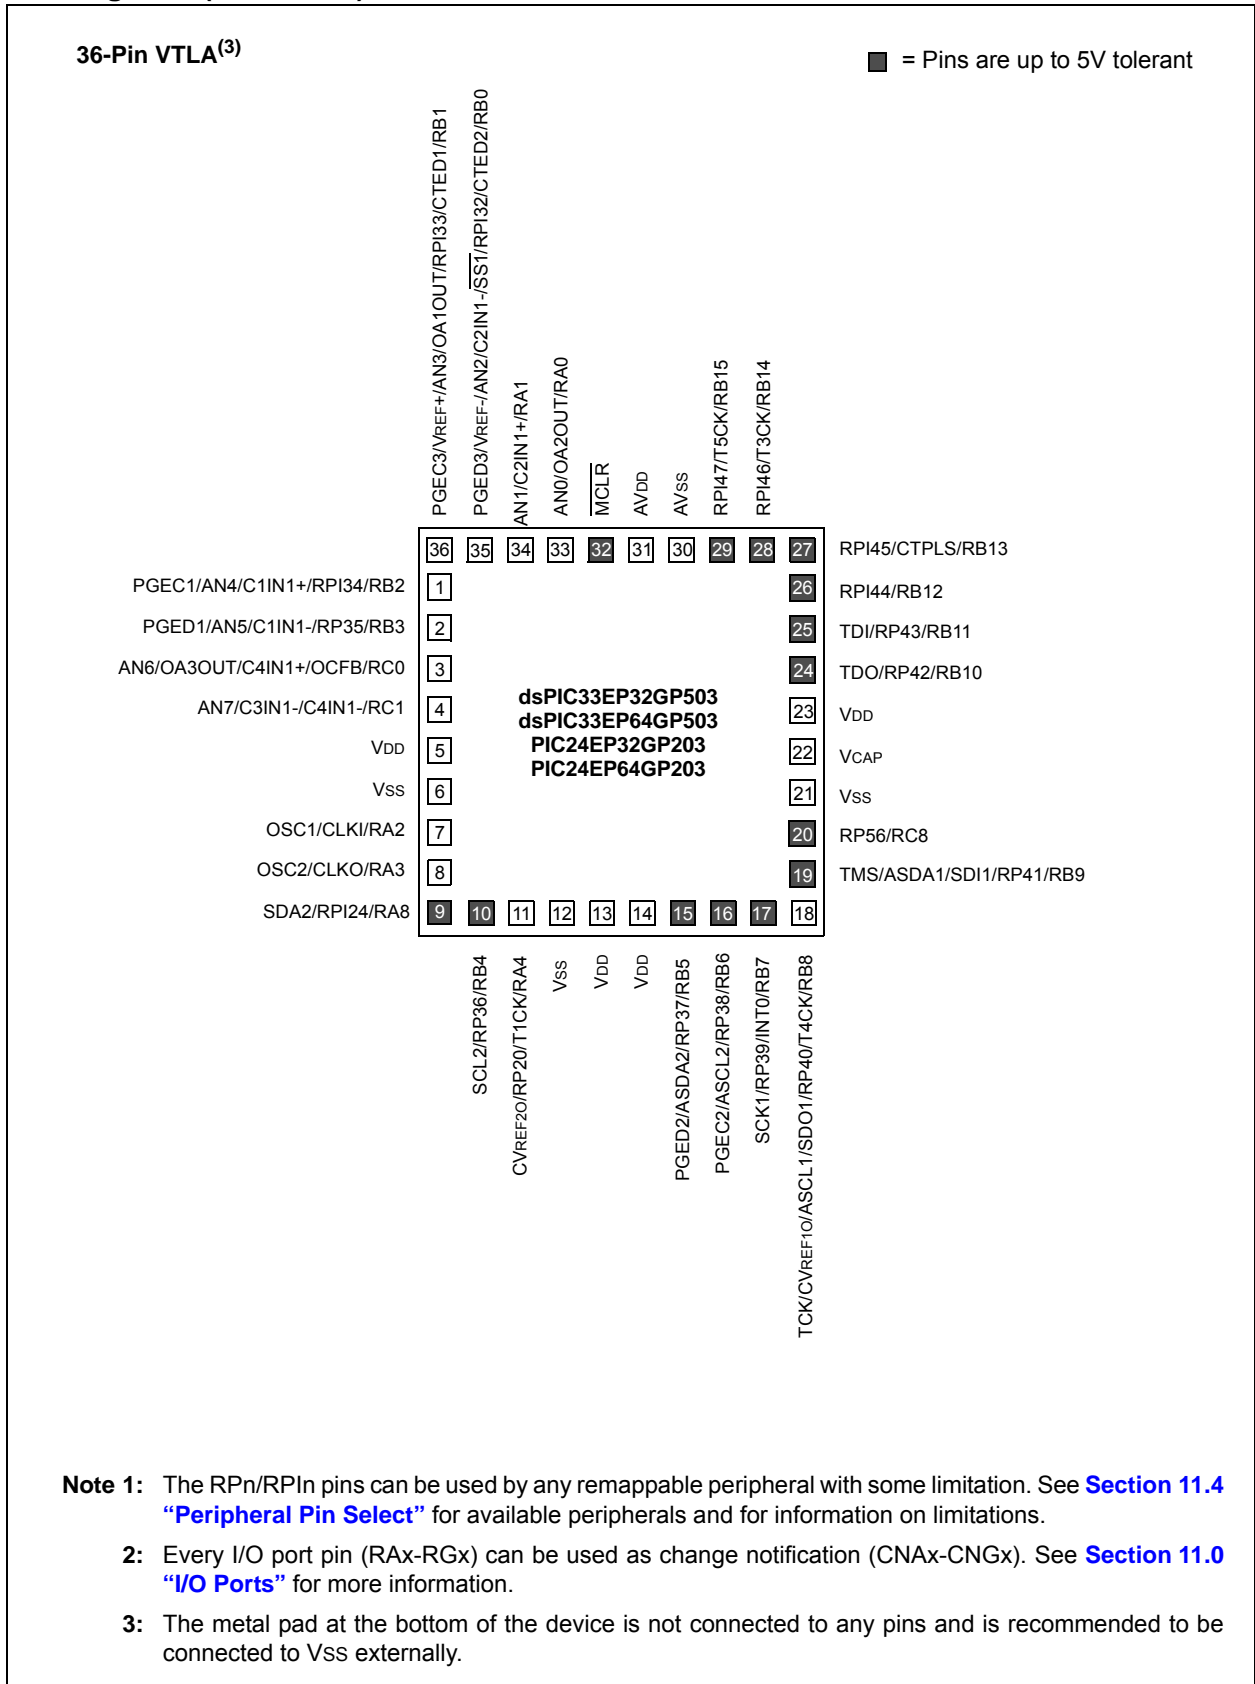 36-Pin VTLA(3)
= Pins are up to 5V tolerant
PGEC3/VREF+/AN3/OA1OUT/RPI33/CTED1/RB1
PGED3/VREF-/AN2/C2IN1-/SS1/RPI32/CTED2/RB0
AN1/C2IN1+/RA1
AN0/OA2OUT/RA0
MCLR
AVDD
AVSS
RPI47/T5CK/RB15
RPI46/T3CK/RB14
36 35 34 33 32 31 30 29 28 27 RPI45/CTPLS/RB13
PGEC1/AN4/C1IN1+/RPI34/RB2 1 26 RPI44/RB12
PGED1/AN5/C1IN1-/RP35/RB3 2 25 TDI/RP43/RB11
AN6/OA3OUT/C4IN1+/OCFB/RC0 3 24 TDO/RP42/RB10
AN7/C3IN1-/C4IN1-/RC1 4 23 VDD
dsPIC33EP32GP503
dsPIC33EP64GP503
PIC24EP32GP203
PIC24EP64GP203
VDD 5 22 VCAP
VSS 6 21 VSS
OSC1/CLKI/RA2 7 20 RP56/RC8
OSC2/CLKO/RA3 8 19 TMS/ASDA1/SDI1/RP41/RB9
SDA2/RPI24/RA8 9 10 11 12 13 14 15 16 17 18
SCL2/RP36/RB4
CVREF2O/RP20/T1CK/RA4
VSS
VDD
VDD
PGED2/ASDA2/RP37/RB5
PGEC2/ASCL2/RP38/RB6
SCK1/RP39/INT0/RB7
TCK/CVREF1O/ASCL1/SDO1/RP40/T4CK/RB8
Note 1: The RPn/RPIn pins can be used by any remappable peripheral with some limitation. See Section 11.4
“Peripheral Pin Select” for available peripherals and for information on limitations.
2: Every I/O port pin (RAx-RGx) can be used as change notification (CNAx-CNGx). See Section 11.0
“I/O Ports” for more information.
3: The metal pad at the bottom of the device is not connected to any pins and is recommended to be
connected to VSS externally.